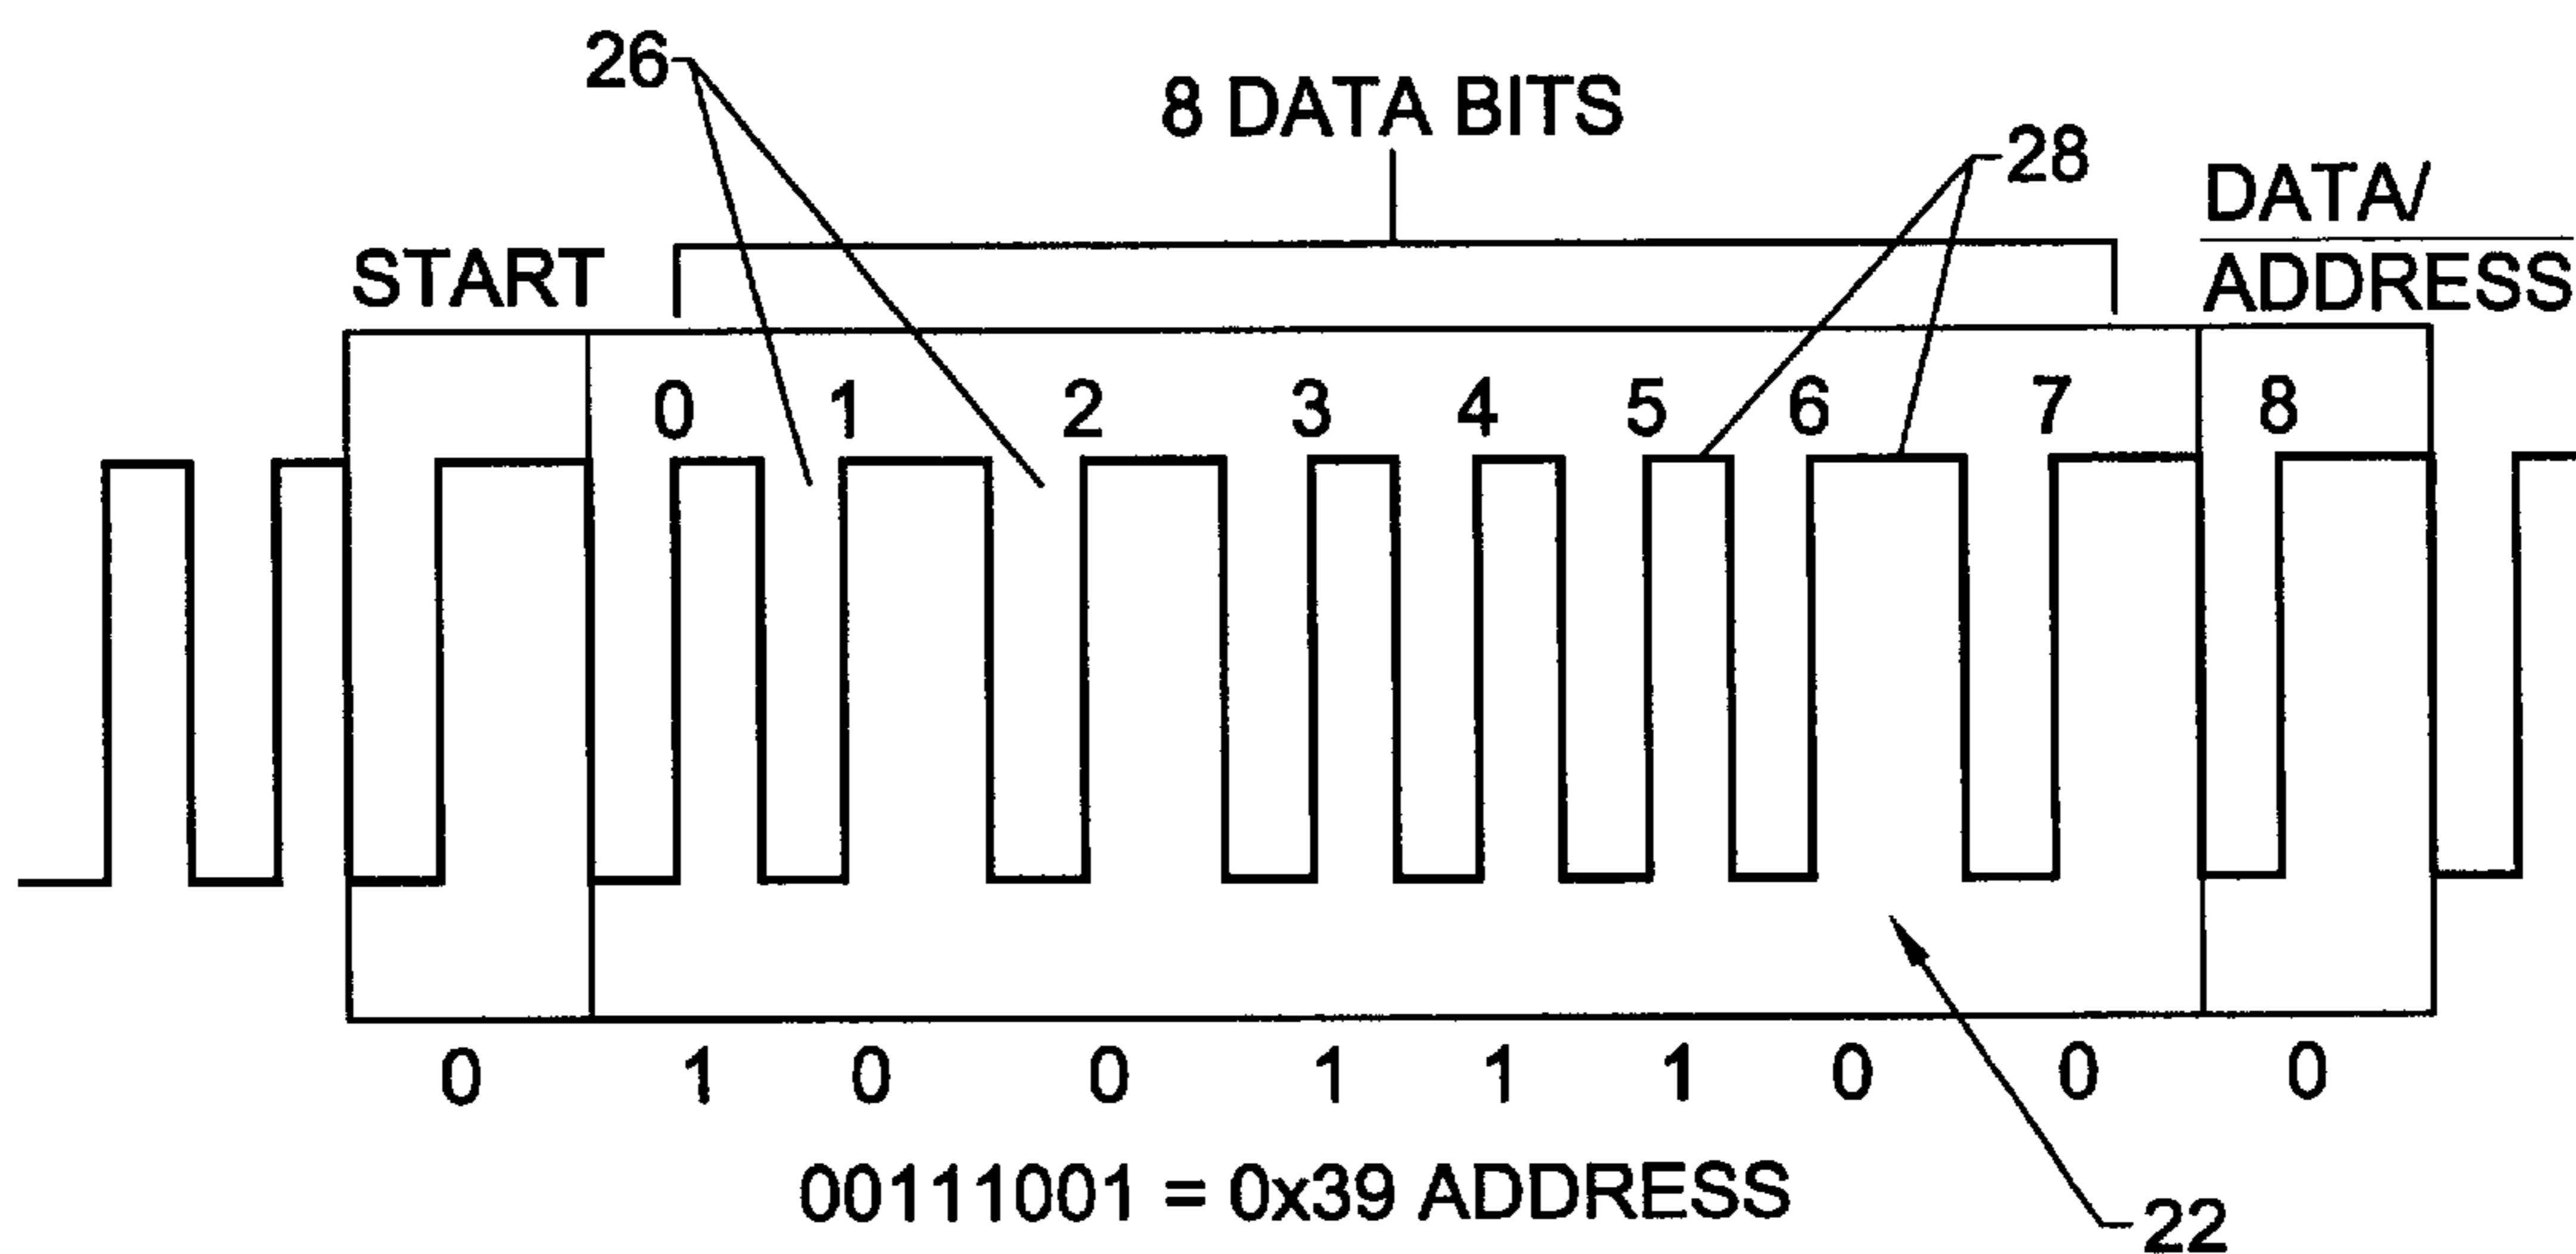 26
8 DATA BITS
28
DATA/
ADDRESS
START
0 1 2 3 4 5 6 7 8
0 1 0 0 1 1 1 0 0 0
00111001 = 0x39 ADDRESS
22